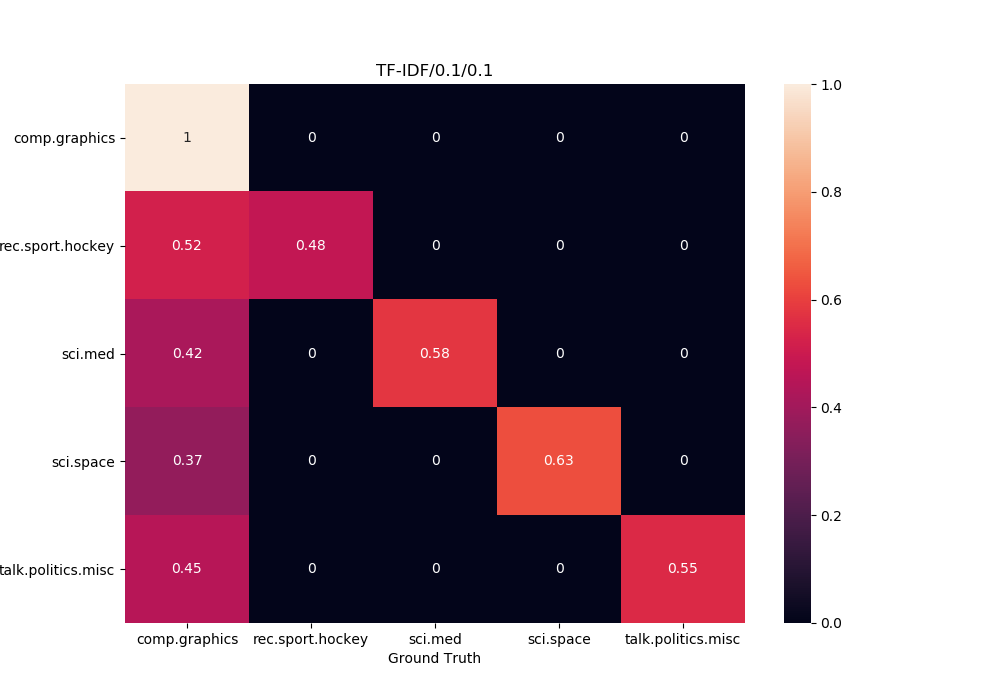 TF-IDF/0.1/0.1
comp.graphics 1 0 0 0 0
rec.sport.hockey 0.52 0.48 0 0 0
sci.med 0.42 0 0.58 0 0
sci.space 0.37 0 0 0.63 0
talk.politics.misc 0.45 0 0 0 0.55
comp.graphics rec.sport.hockey sci.med sci.space talk.politics.misc
Ground Truth
1.0
0.8
0.6
0.4
0.2
0.0